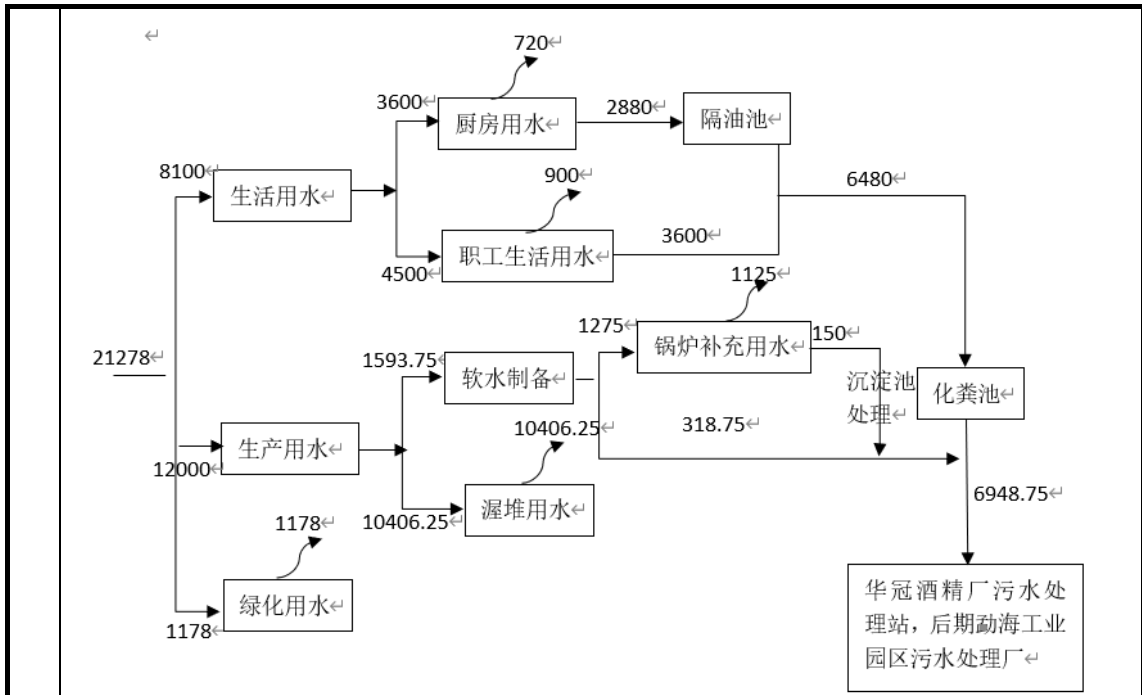 720
3600
厨房用水
2880
隔油池
8100
生活用水
900
6480
职工生活用水
3600
4500
1125
1275
锅炉补充用水
150
21278
1593.75
软水制备
沉淀池
处理
化粪池
10406.25
318.75
生产用水
12000
10406.25
渥堆用水
6948.75
1178
绿化用水
1178
华冠酒精厂污水处
理站，后期勐海工业
园区污水处理厂